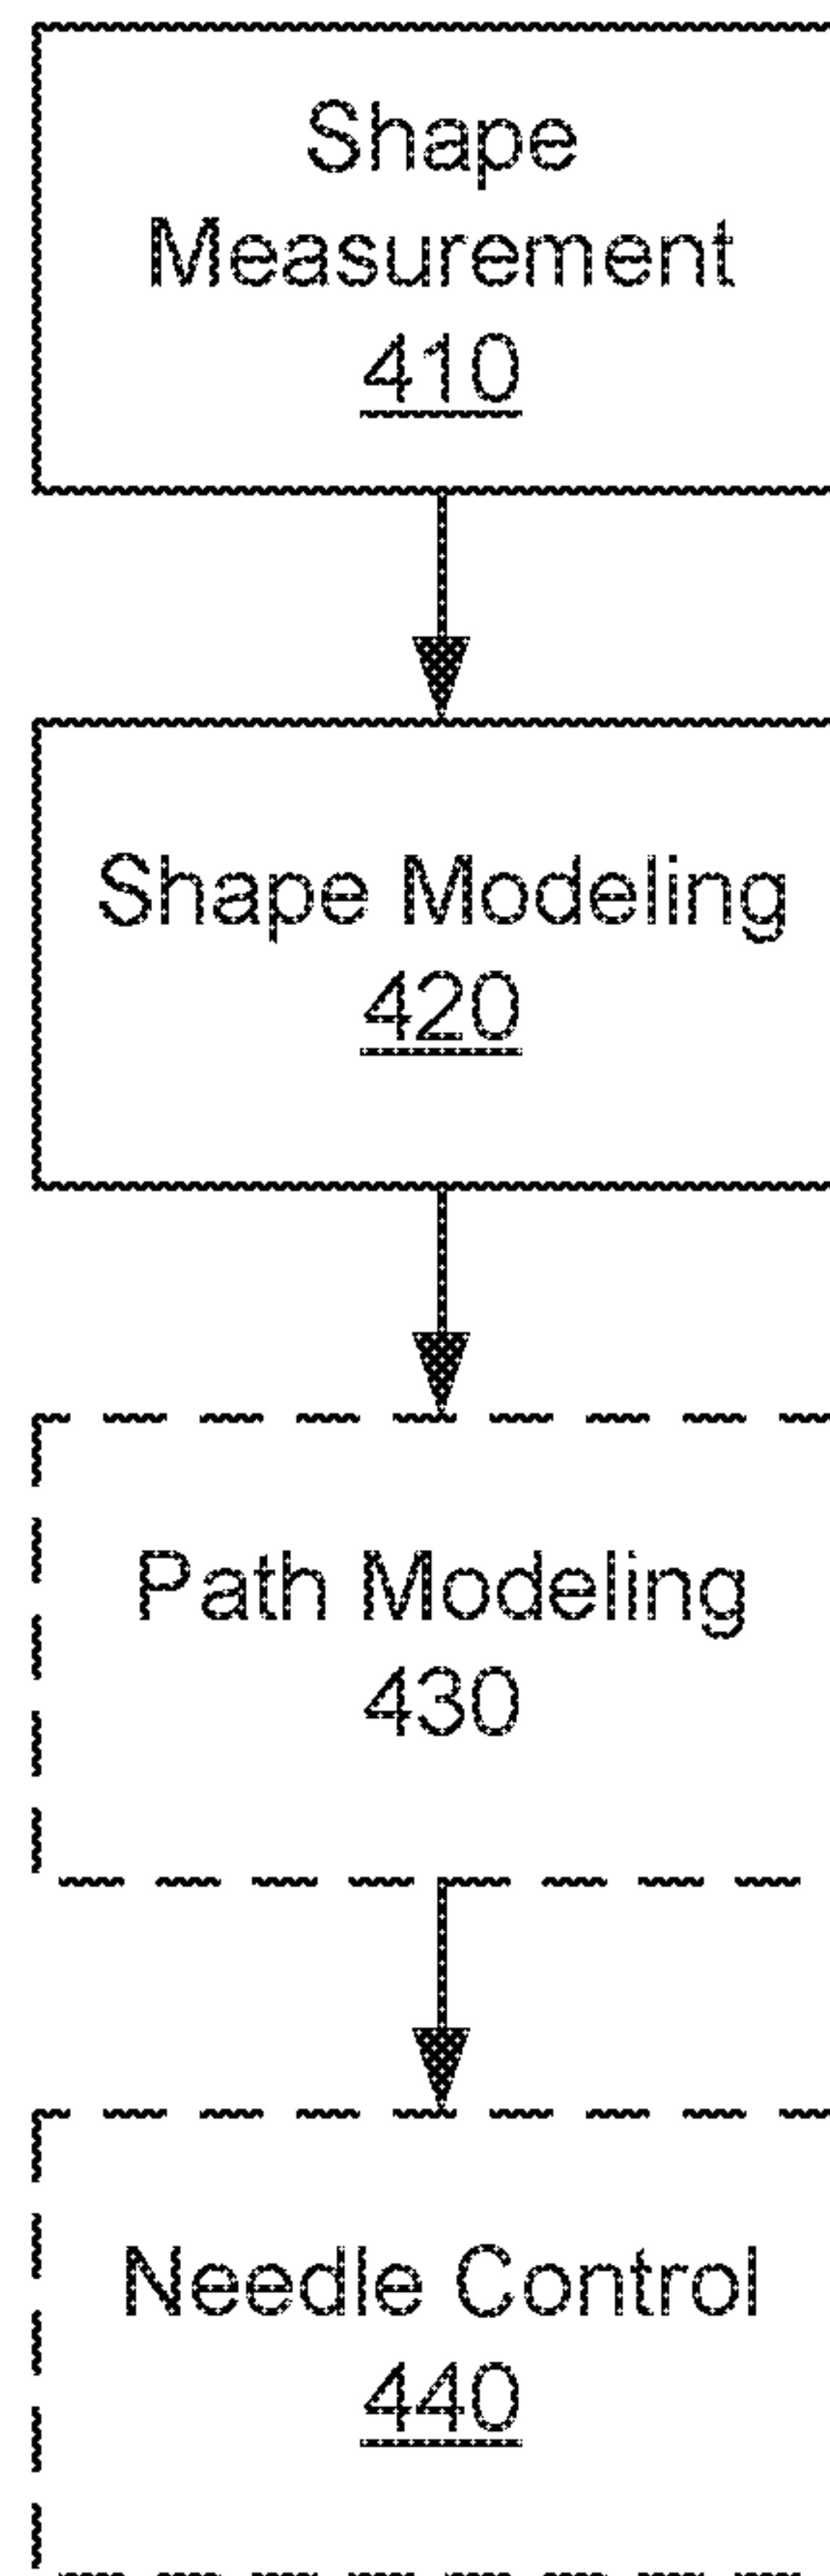 Shape
Measurement
410
Shape Modeling
420
Path Modeling
430
Needle Control
440